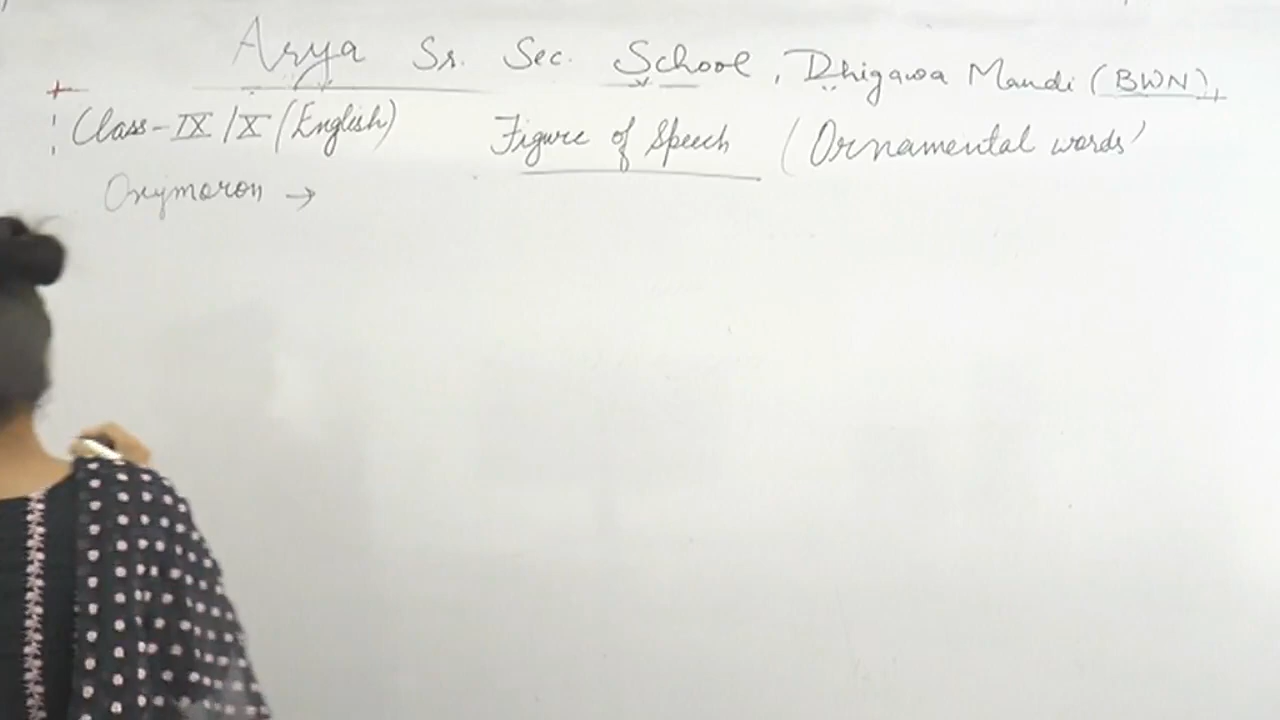 Arya Sr. Sec. School, Dhigawa Mandi (BWN),
Class-IX/X (English) Figure of Speech (Ornamental words)
Oxymoron →